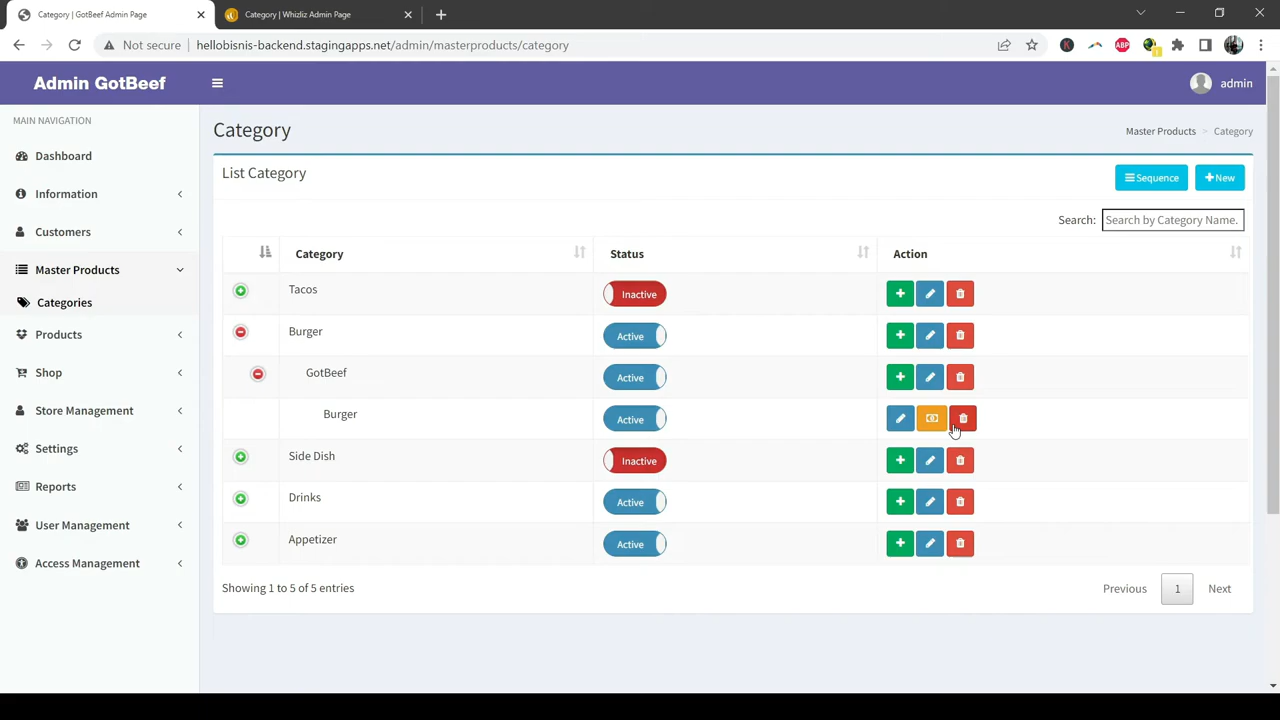 Category | GotBeef Admin Page
Category | Whizliz Admin Page
Not secure
hellobisnis-backend.stagingapps.net/admin/masterproducts/category
K
ABP
1
Admin GotBeef
admin
MAIN NAVIGATION
Dashboard
Information
Customers
Master Products
Categories
Products
Shop
Store Management
Settings
Reports
User Management
Access Management
Category
Master Products > Category
List Category
Sequence
New
Search: Search by Category Name.
Category Status Action
Tacos Inactive
Burger Active
GotBeef Active
Burger Active
Side Dish Inactive
Drinks Active
Appetizer Active
Showing 1 to 5 of 5 entries
Previous 1 Next